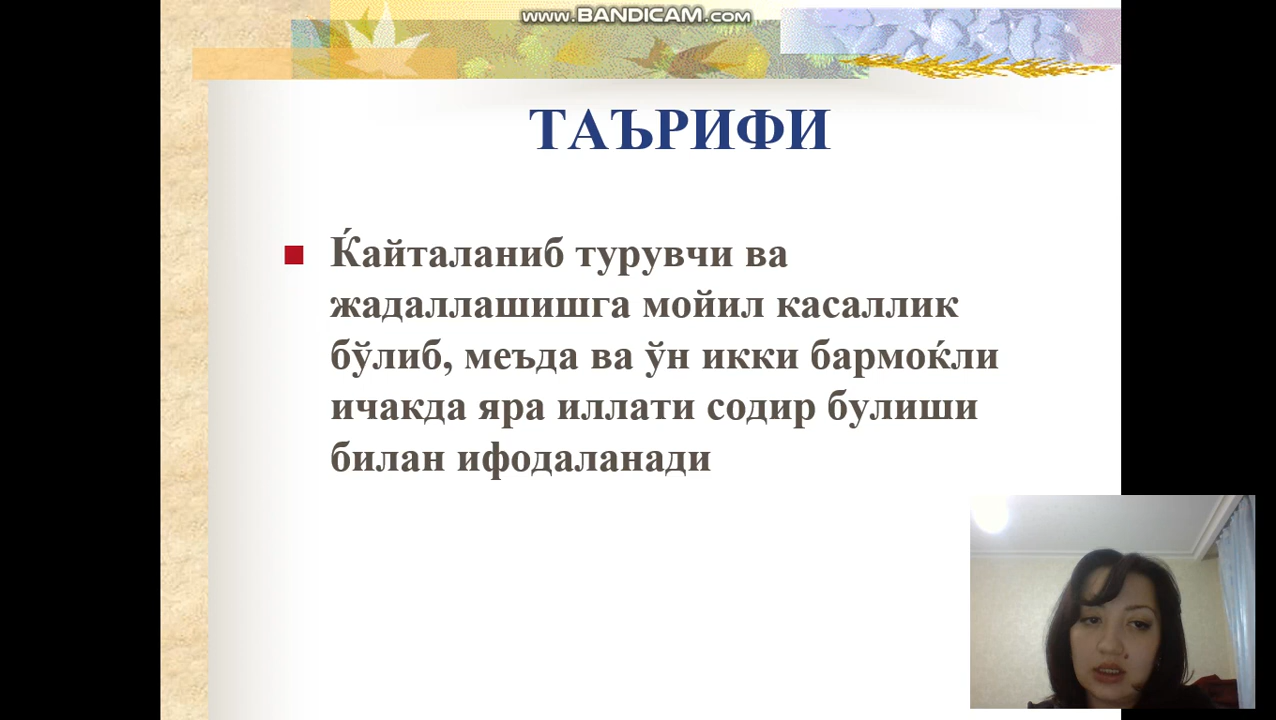 www.BANDICAM.com
ТАЪРИФИ
Ќайталаниб турувчи ва
жадаллашишга мойил касаллик
бўлиб, меъда ва ўн икки бармоќли
ичакда яра иллати содир булиши
билан ифодаланади